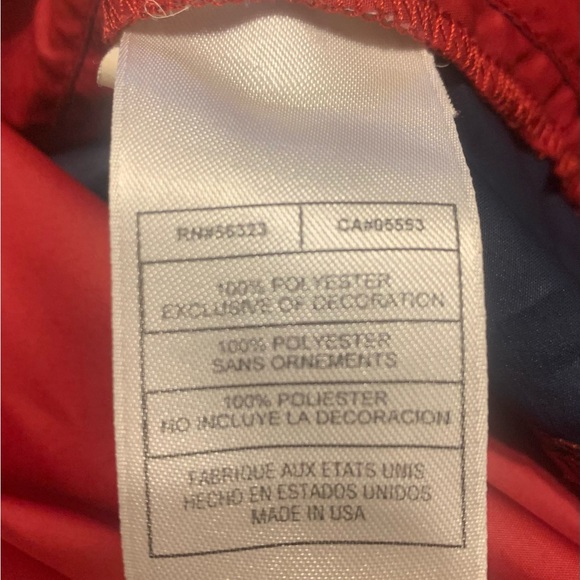 RN#56323 CA#05553
100% POLYESTER
EXCLUSIVE OF DECORATION
100% POLYESTER
SANS ORNEMENTS
100% POLIESTER
NO INCLUYE LA DECORACION
FABRIQUE AUX ETATS UNIS
HECHO EN ESTADOS UNIDOS
MADE IN USA